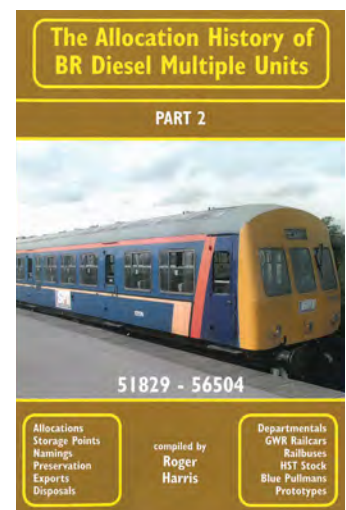 The Allocation History of
BR Diesel Multiple Units
PART 2
51829 - 56504
Allocations
Storage Points
Namings
Preservation
Exports
Disposals
compiled by
Roger
Harris
Departmentals
GWR Railcars
Railbuses
HST Stock
Blue Pullmans
Prototypes